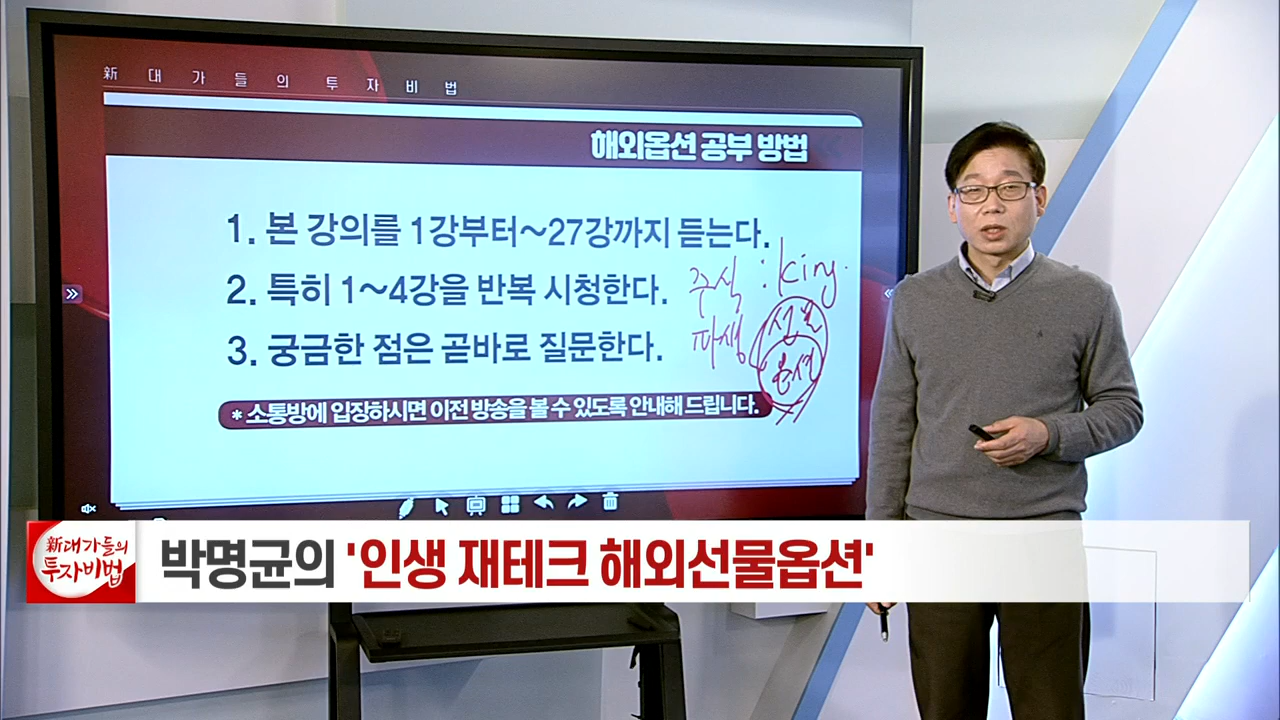 新 대 가 들 의 투 자 비 법
해외옵션 공부 방법
1. 본 강의를 1강부터~27강까지 듣는다.
2. 특히 1~4강을 반복 시청한다.
3. 궁금한 점은 곧바로 질문한다.
주식 : king.
파생
선물
옵션
* 소통방에 입장하시면 이전 방송을 볼 수 있도록 안내해 드립니다.
新대가들의
투자비법
박명균의 '인생 재테크 해외선물옵션'